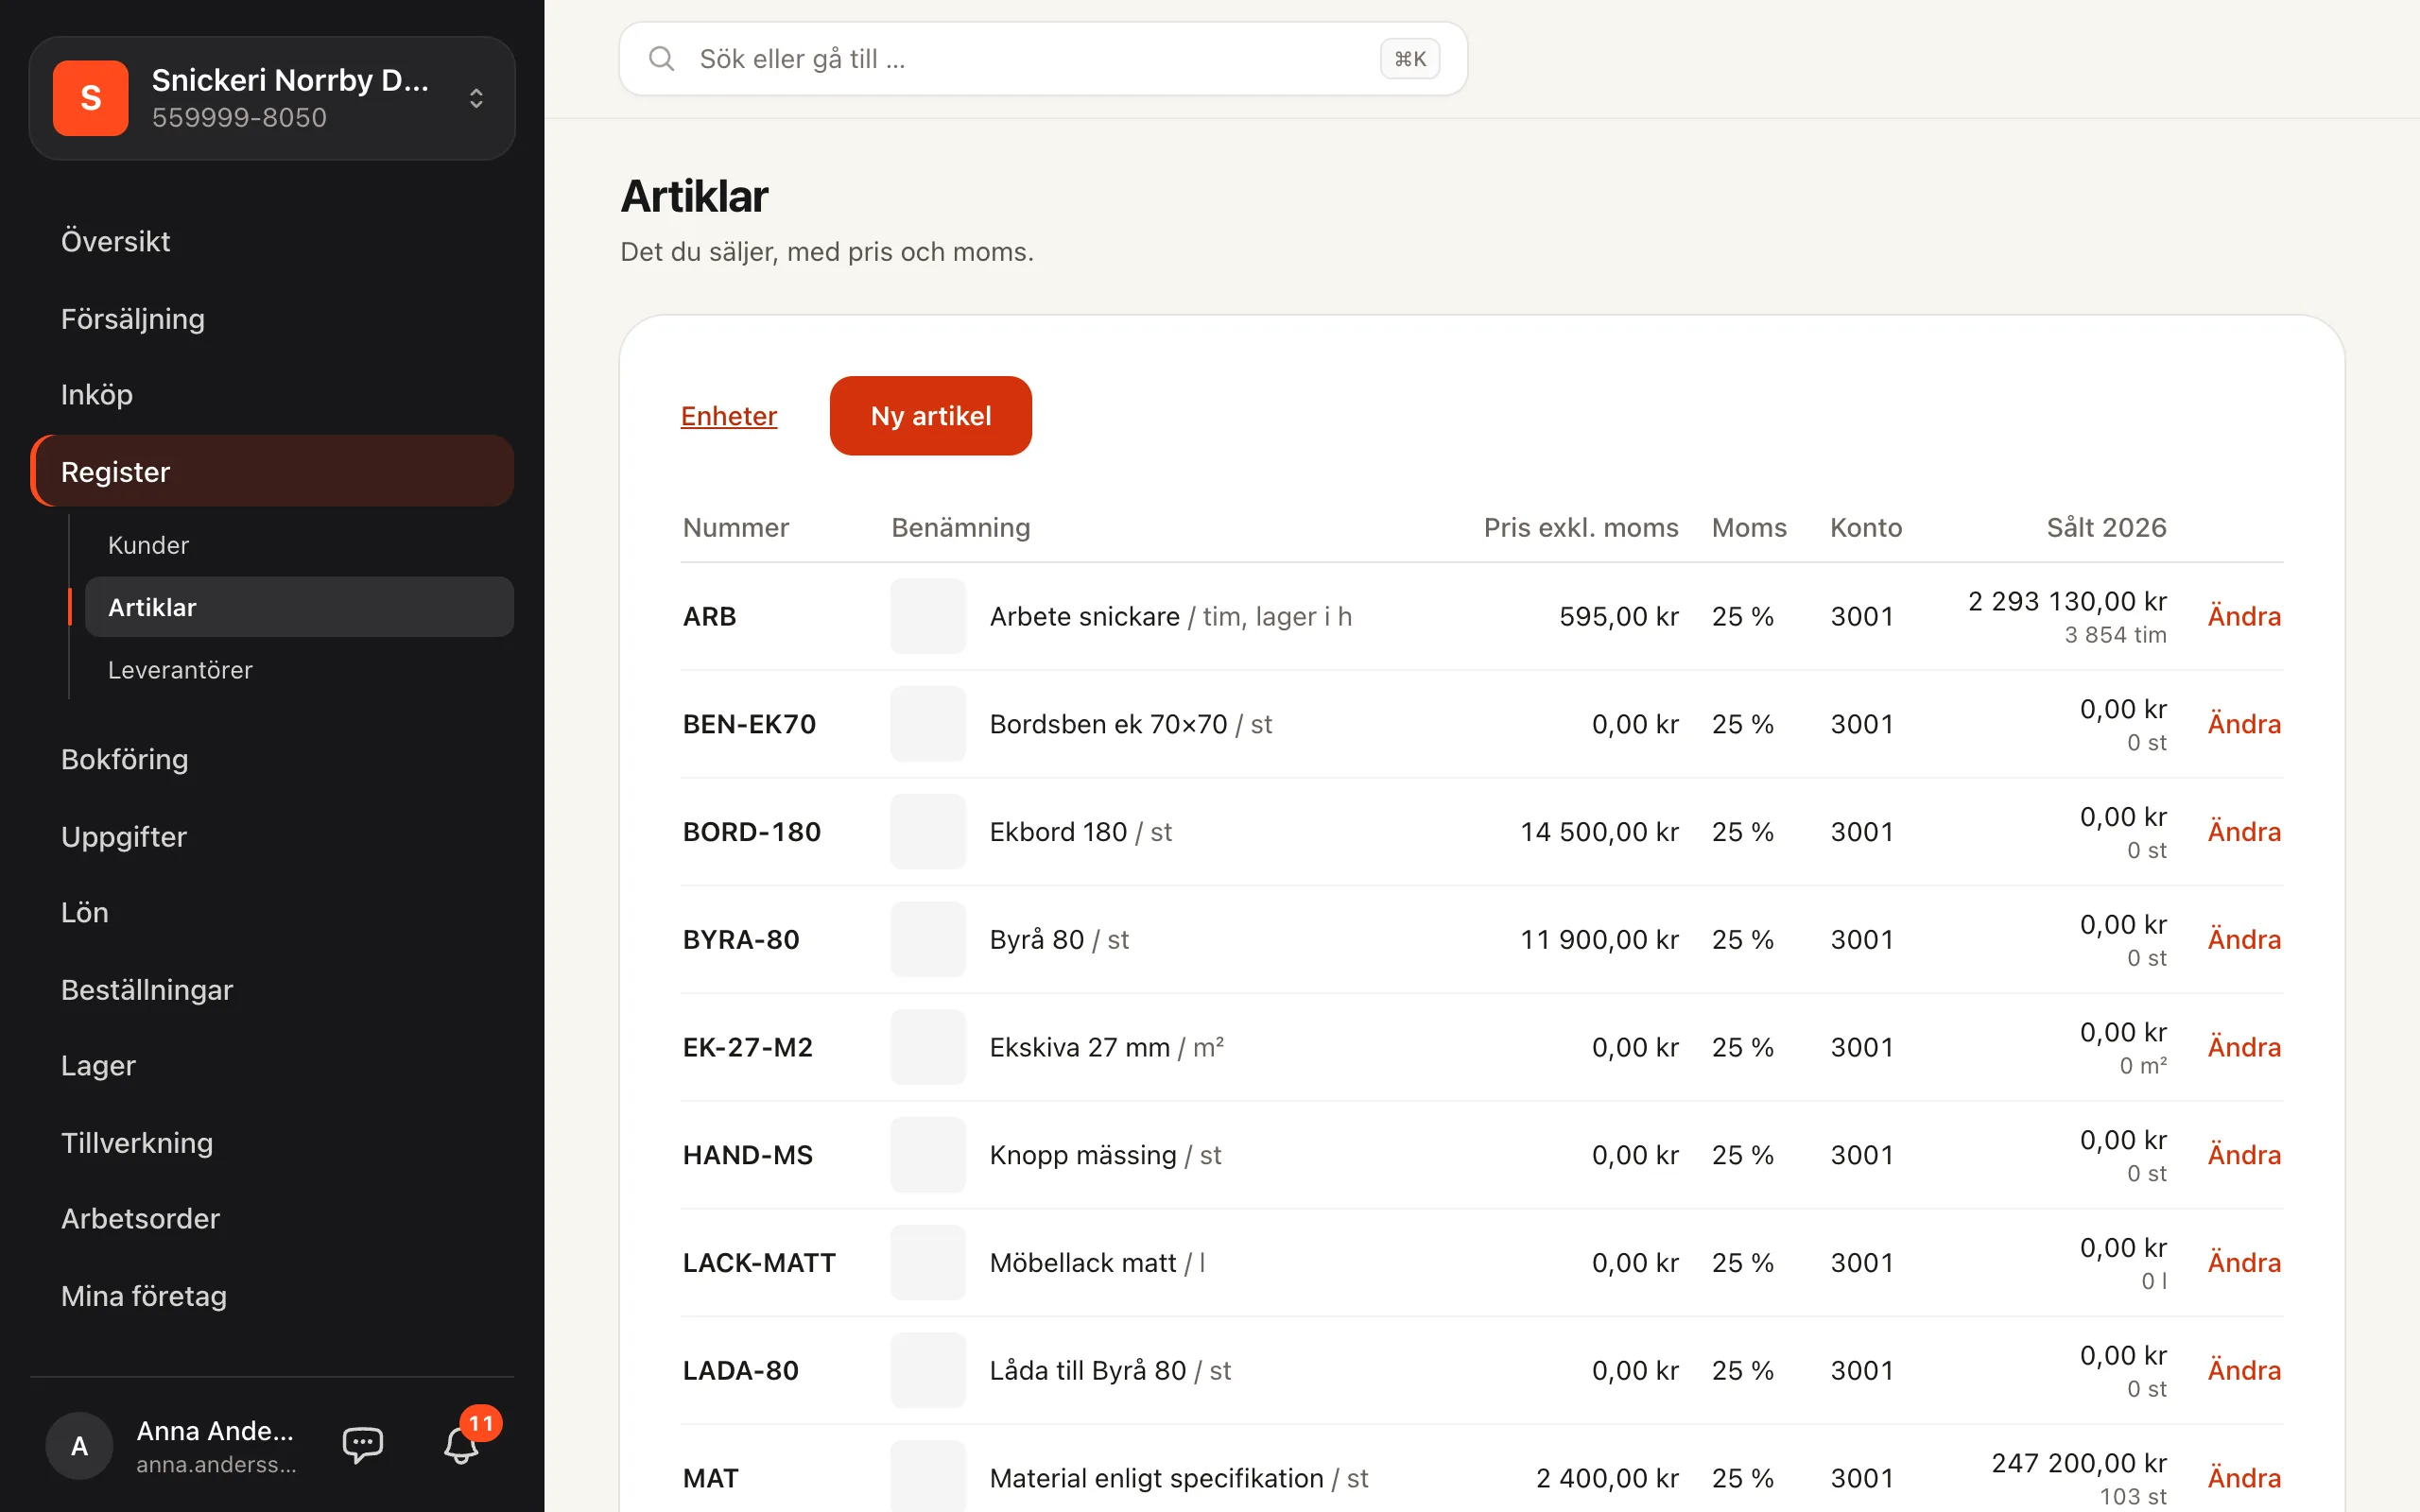 S
Snickeri Norrby D...
559999-8050
Översikt
Försäljning
Inköp
Register
Kunder
Artiklar
Leverantörer
Bokföring
Uppgifter
Lön
Beställningar
Lager
Tillverkning
Arbetsorder
Mina företag
A
Anna Ande...
anna.anderss...
11
Sök eller gå till ...
⌘K
Artiklar
Det du säljer, med pris och moms.
Enheter
Ny artikel
Nummer Benämning Pris exkl. moms Moms Konto Sålt 2026
ARB Arbete snickare / tim, lager i h 595,00 kr 25 % 3001 2 293 130,00 kr Ändra
3 854 tim
BEN-EK70 Bordsben ek 70×70 / st 0,00 kr 25 % 3001 0,00 kr Ändra
0 st
BORD-180 Ekbord 180 / st 14 500,00 kr 25 % 3001 0,00 kr Ändra
0 st
BYRA-80 Byrå 80 / st 11 900,00 kr 25 % 3001 0,00 kr Ändra
0 st
EK-27-M2 Ekskiva 27 mm / m² 0,00 kr 25 % 3001 0,00 kr Ändra
0 m²
HAND-MS Knopp mässing / st 0,00 kr 25 % 3001 0,00 kr Ändra
0 st
LACK-MATT Möbellack matt / l 0,00 kr 25 % 3001 0,00 kr Ändra
0 l
LADA-80 Låda till Byrå 80 / st 0,00 kr 25 % 3001 0,00 kr Ändra
0 st
MAT Material enligt specifikation / st 2 400,00 kr 25 % 3001 247 200,00 kr Ändra
103 st